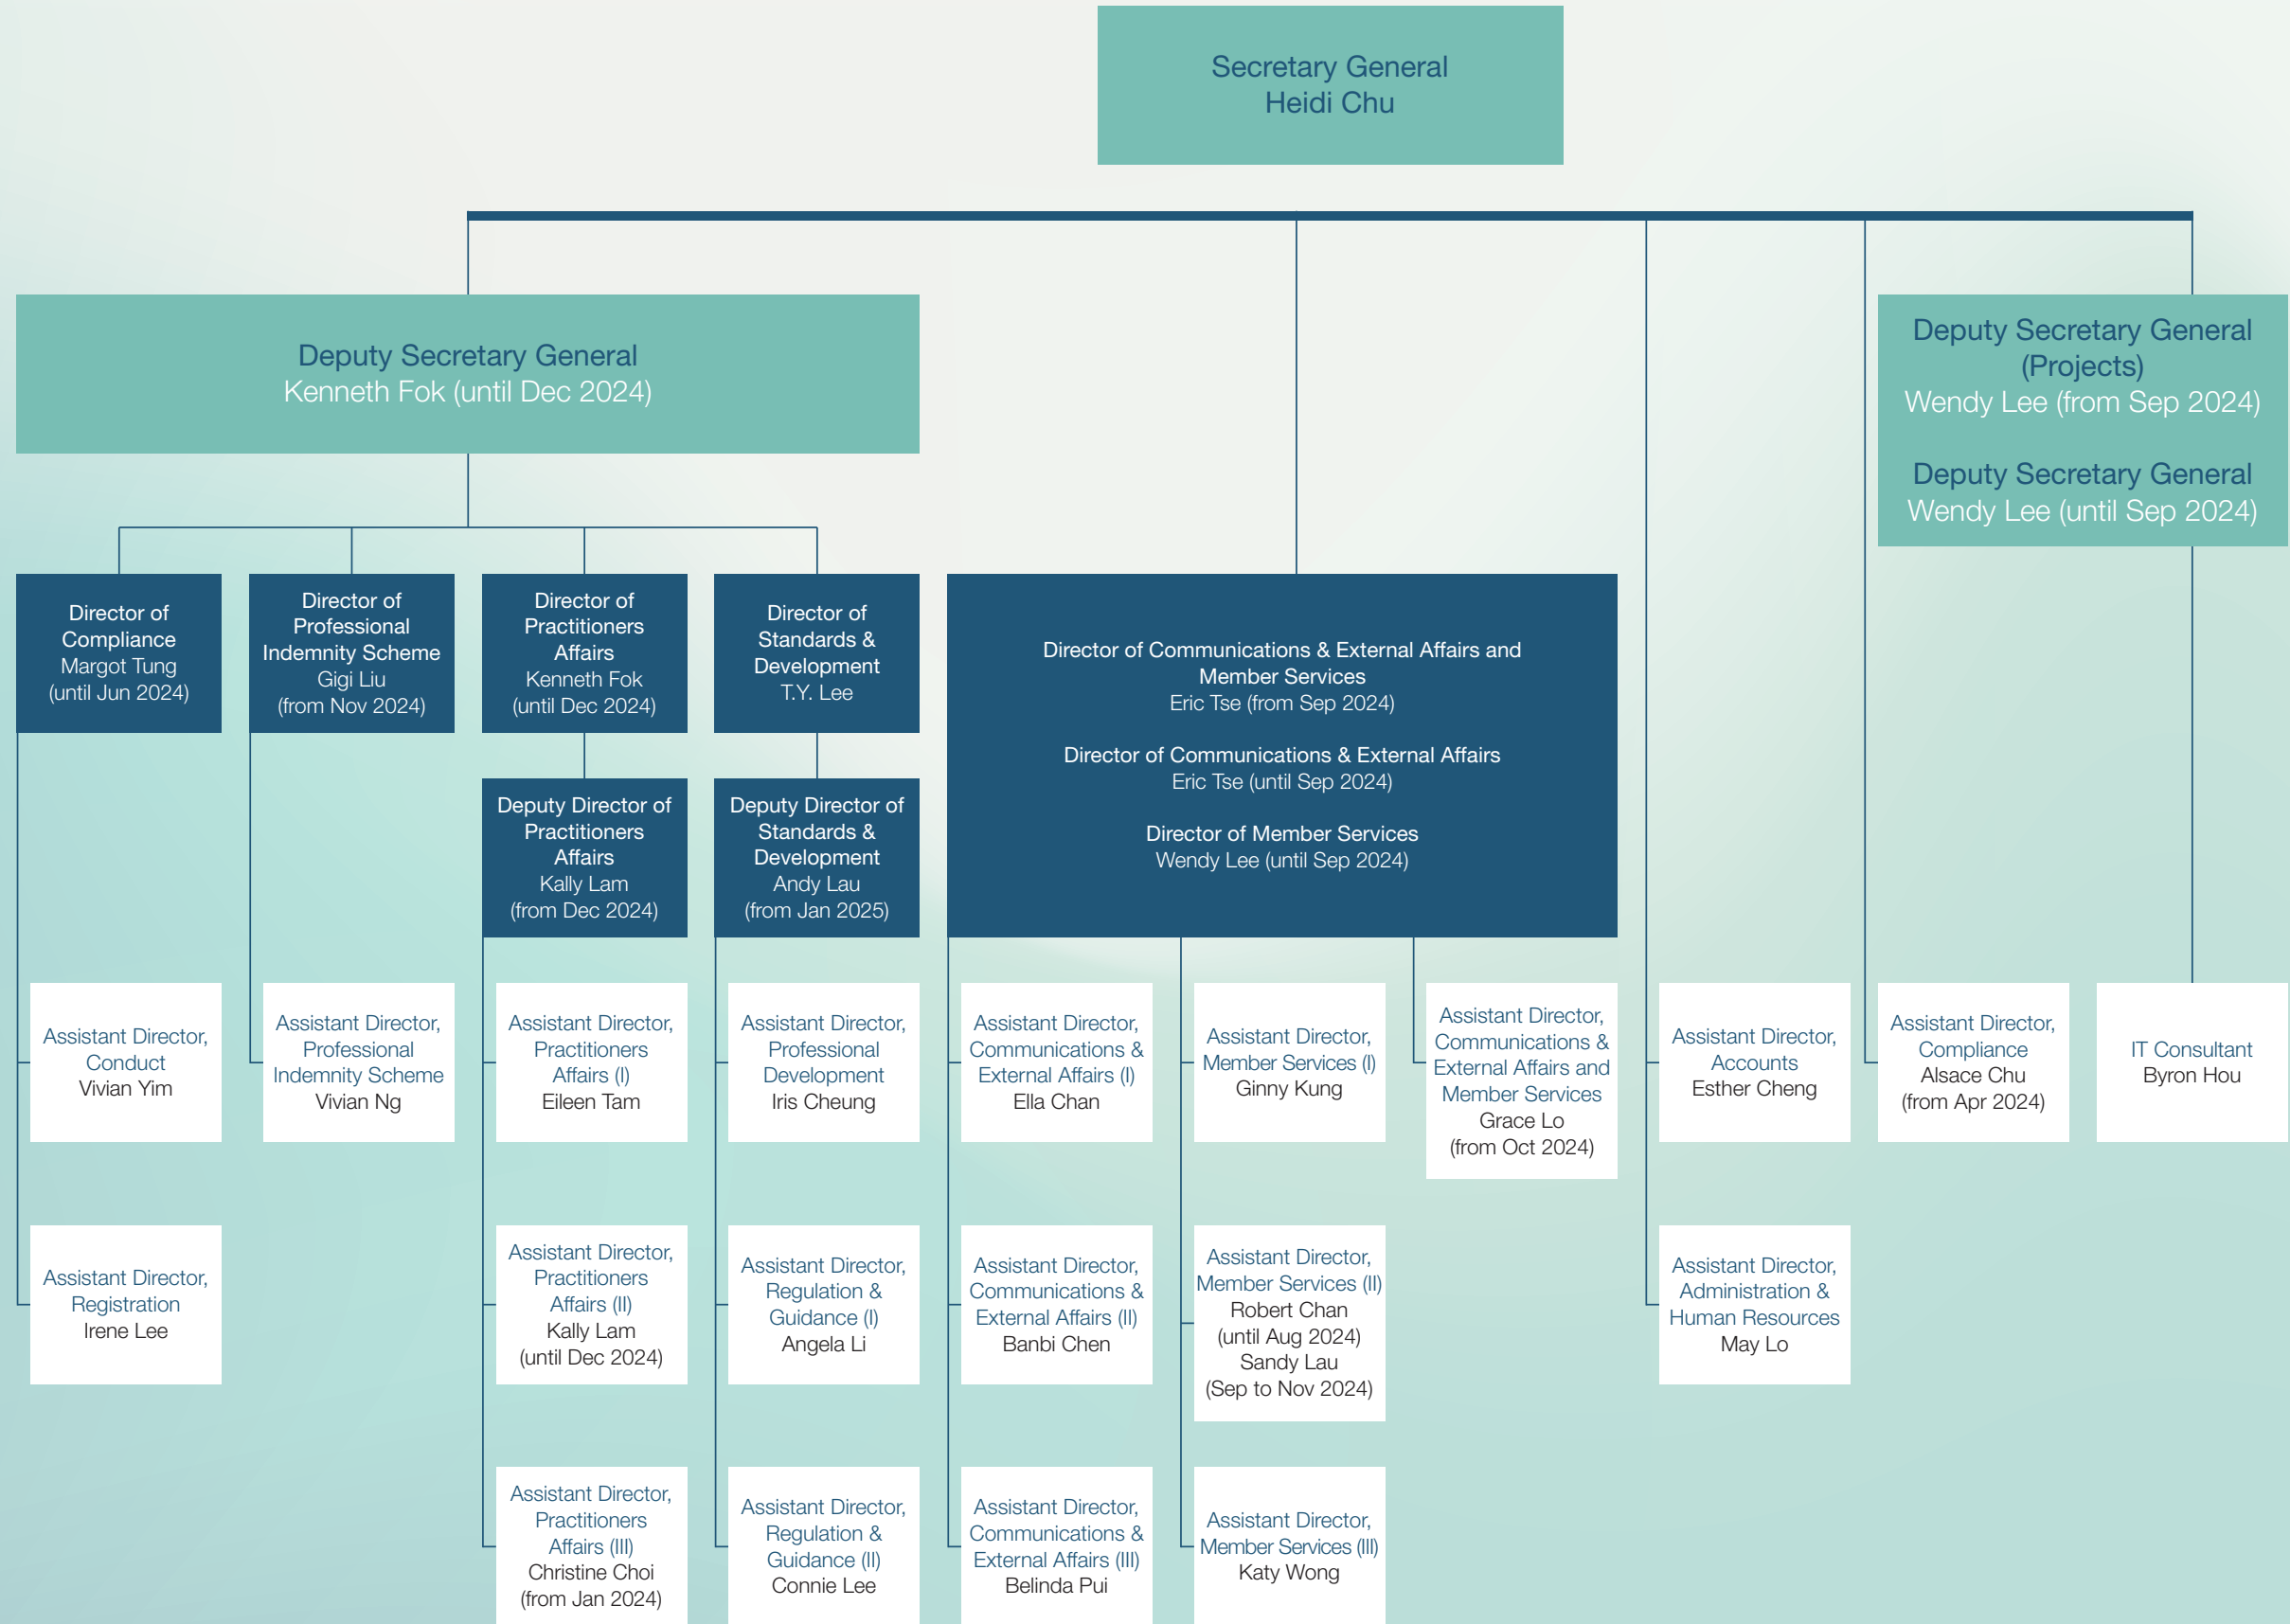 Secretary General
Heidi Chu
Deputy Secretary General
Kenneth Fok (until Dec 2024)
Deputy Secretary General
(Projects)
Wendy Lee (from Sep 2024)
Deputy Secretary General
Wendy Lee (until Sep 2024)
Director of
Compliance
Margot Tung
(until Jun 2024)
Director of
Professional
Indemnity Scheme
Gigi Liu
(from Nov 2024)
Director of
Practitioners
Affairs
Kenneth Fok
(until Dec 2024)
Director of
Standards &
Development
T.Y. Lee
Director of Communications & External Affairs and
Member Services
Eric Tse (from Sep 2024)
Director of Communications & External Affairs
Eric Tse (until Sep 2024)
Director of Member Services
Wendy Lee (until Sep 2024)
Deputy Director of
Practitioners
Affairs
Kally Lam
(from Dec 2024)
Deputy Director of
Standards &
Development
Andy Lau
(from Jan 2025)
Assistant Director,
Conduct
Vivian Yim
Assistant Director,
Professional
Indemnity Scheme
Vivian Ng
Assistant Director,
Practitioners
Affairs (I)
Eileen Tam
Assistant Director,
Professional
Development
Iris Cheung
Assistant Director,
Communications &
External Affairs (I)
Ella Chan
Assistant Director,
Member Services (I)
Ginny Kung
Assistant Director,
Communications &
External Affairs and
Member Services
Grace Lo
(from Oct 2024)
Assistant Director,
Accounts
Esther Cheng
Assistant Director,
Compliance
Alsace Chu
(from Apr 2024)
IT Consultant
Byron Hou
Assistant Director,
Registration
Irene Lee
Assistant Director,
Practitioners
Affairs (II)
Kally Lam
(until Dec 2024)
Assistant Director,
Regulation &
Guidance (I)
Angela Li
Assistant Director,
Communications &
External Affairs (II)
Banbi Chen
Assistant Director,
Member Services (II)
Robert Chan
(until Aug 2024)
Sandy Lau
(Sep to Nov 2024)
Assistant Director,
Administration &
Human Resources
May Lo
Assistant Director,
Practitioners
Affairs (III)
Christine Choi
(from Jan 2024)
Assistant Director,
Regulation &
Guidance (II)
Connie Lee
Assistant Director,
Communications &
External Affairs (III)
Belinda Pui
Assistant Director,
Member Services (III)
Katy Wong